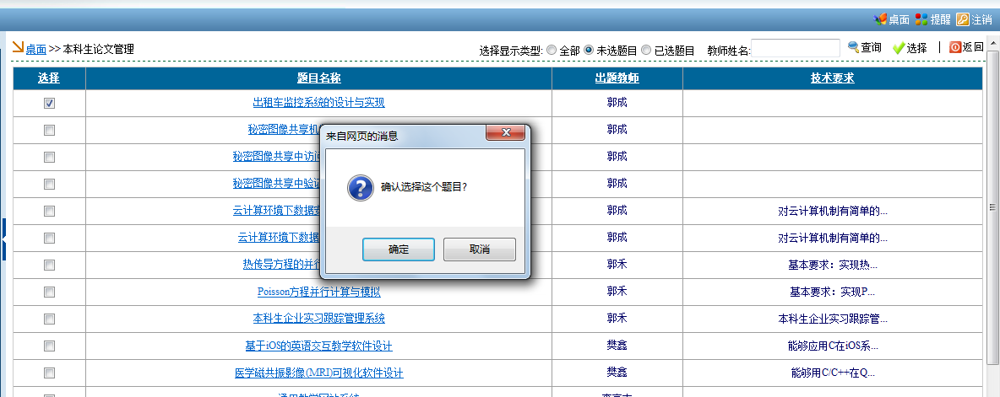 桌面 提醒 注销
桌面 >> 本科生论文管理 选择显示类型: 全部 未选题目 已选题目 教师姓名: 查询 选择 | 返回
选择 题目名称 出题教师 技术要求
出租车监控系统的设计与实现 郭成
秘密图像共享机 郭成
来自网页的消息
秘密图像共享中访问 郭成
秘密图像共享中验证 郭成
确认选择这个题目?
云计算环境下数据安 郭成 对云计算机制有简单的...
云计算环境下数据 郭成 对云计算机制有简单的...
确定 取消
热传导方程的并行 郭禾 基本要求：实现热...
Poisson方程并行计算与模拟 郭禾 基本要求：实现P...
本科生企业实习跟踪管理系统 郭禾 本科生企业实习跟踪管...
基于iOS的英语交互教学软件设计 樊鑫 能够应用C在iOS系...
医学磁共振影像(MRI)可视化软件设计 樊鑫 能够用C/C++在Q...